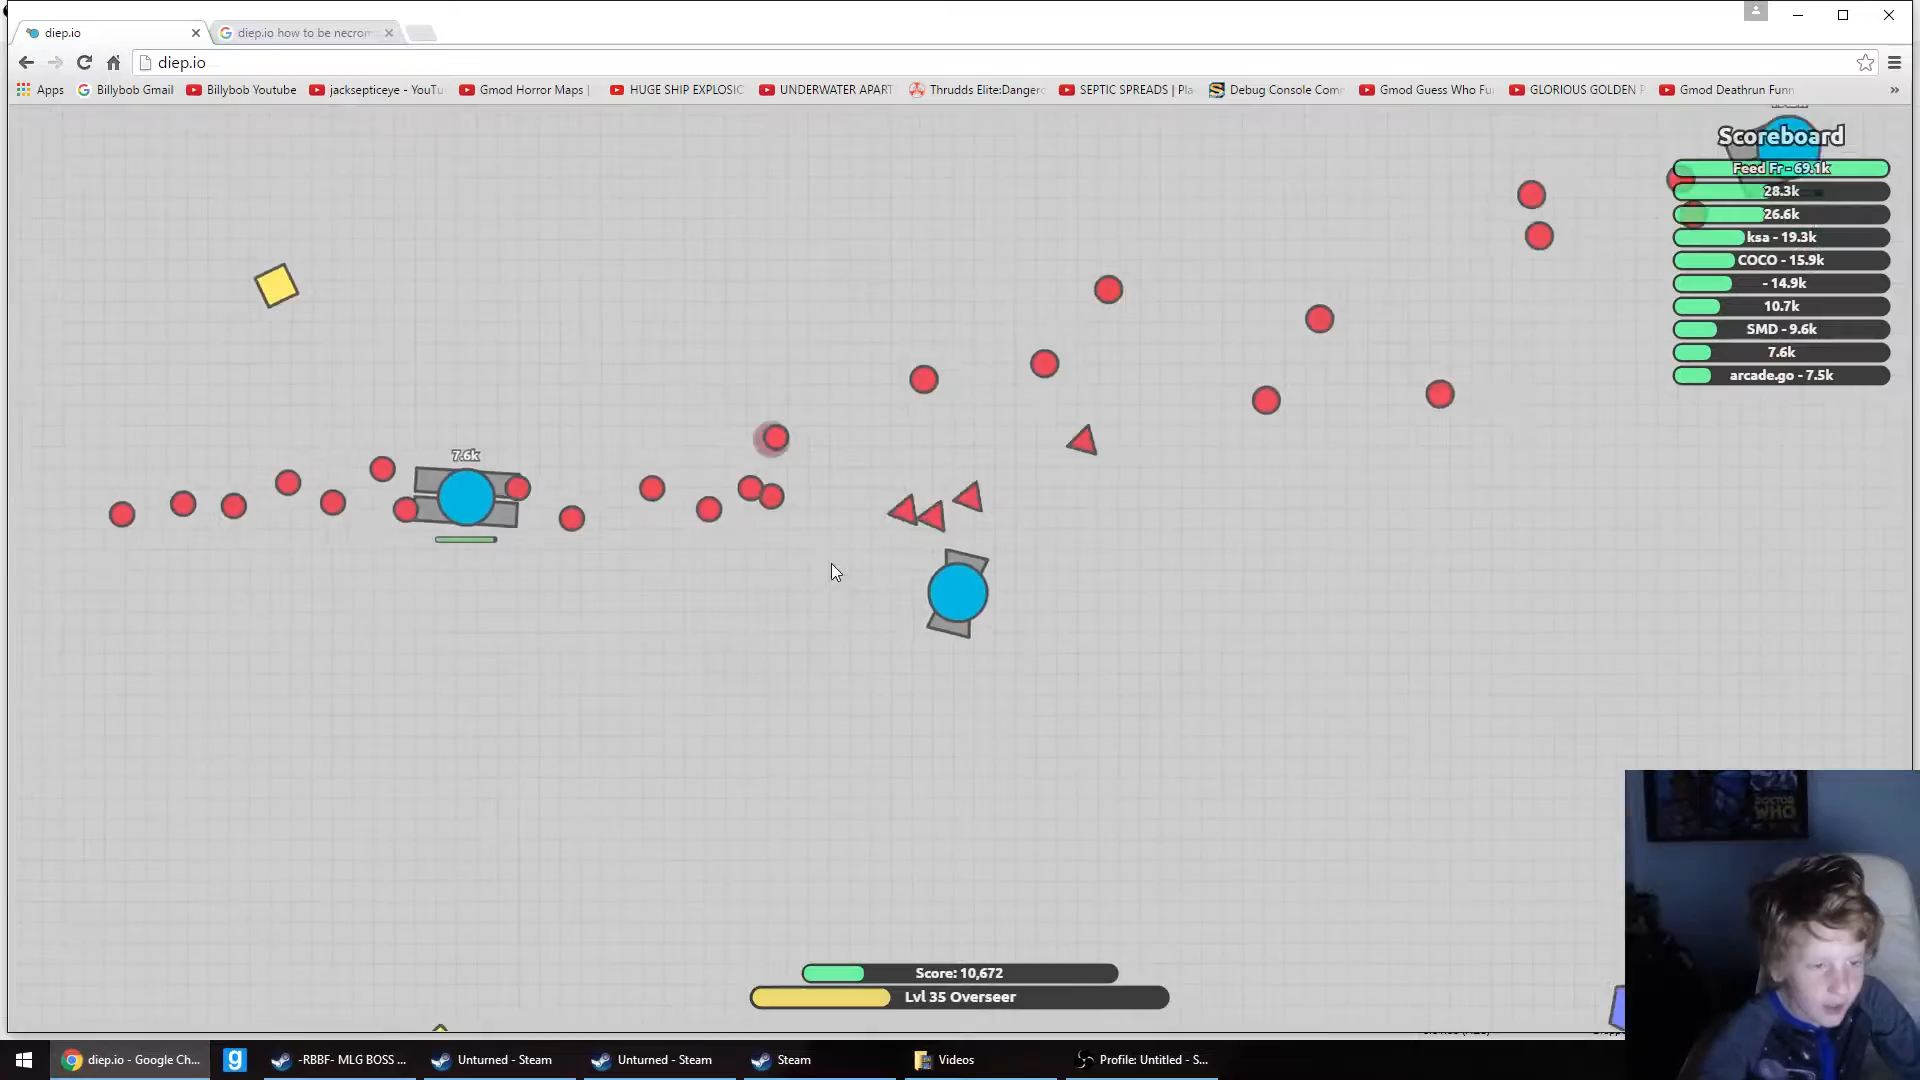 diep.io
diep.io how to be necrom
diep.io
Apps
Billybob Gmail
Billybob Youtube
jacksepticeye - YouTu
Gmod Horror Maps |
HUGE SHIP EXPLOSIC
UNDERWATER APART
Thrudds Elite:Dangero
SEPTIC SPREADS | Pla
Debug Console Com
Gmod Guess Who Fu
GLORIOUS GOLDEN
Gmod Deathrun Funn
Scoreboard
Feed Fr - 69.1k
28.3k
26.6k
ksa - 19.3k
COCO - 15.9k
- 14.9k
10.7k
SMD - 9.6k
7.6k
arcade.go - 7.5k
7.6k
DOCTOR
WHO
Score: 10,672
Lvl 35 Overseer
diep.io - Google Ch...
-RBBF- MLG BOSS ...
Unturned - Steam
Unturned - Steam
Steam
Videos
Profile: Untitled - S...